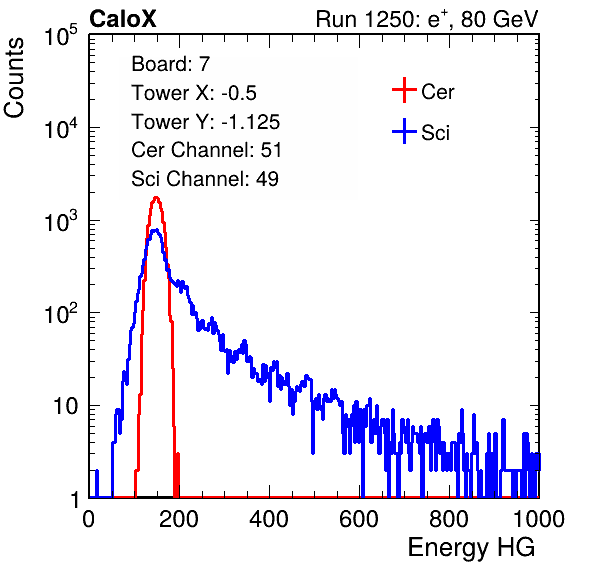 CaloX Run 1250: e⁺, 80 GeV
Counts
Board: 7
Tower X: -0.5
Tower Y: -1.125
Cer Channel: 51
Sci Channel: 49
Cer
Sci
10⁵
10⁴
10³
10²
10
1
0 200 400 600 800 1000
Energy HG